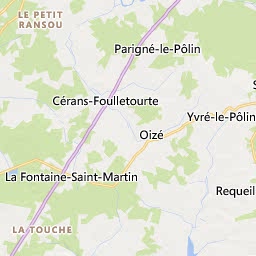 LE PETIT
RANSOU
Parigné-le-Pôlin
Cérans-Foulletourte
Yvré-le-Pôlin
Oizé
La Fontaine-Saint-Martin
Requeil
LA TOUCHE